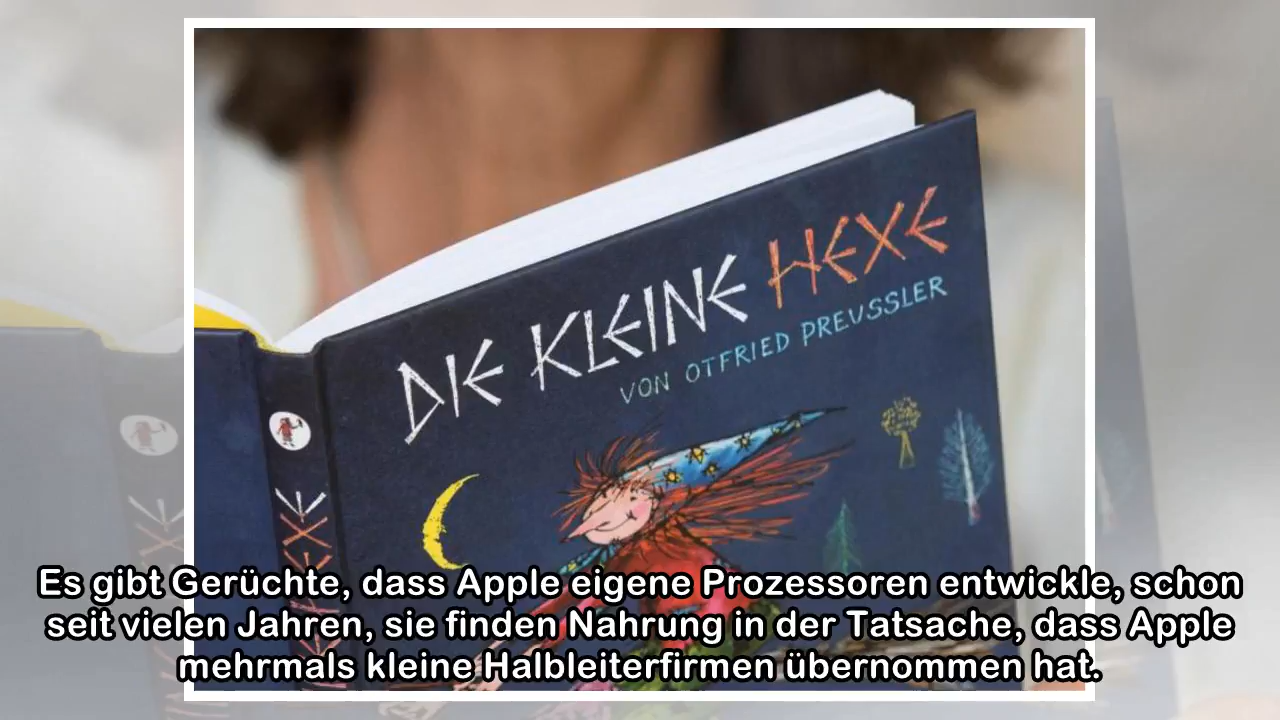 DIE KLEINE HEXE
VON OTFRIED PREUSSLER
Es gibt Gerüchte, dass Apple eigene Prozessoren entwickle, schon
seit vielen Jahren, sie finden Nahrung in der Tatsache, dass Apple
mehrmals kleine Halbleiterfirmen übernommen hat.